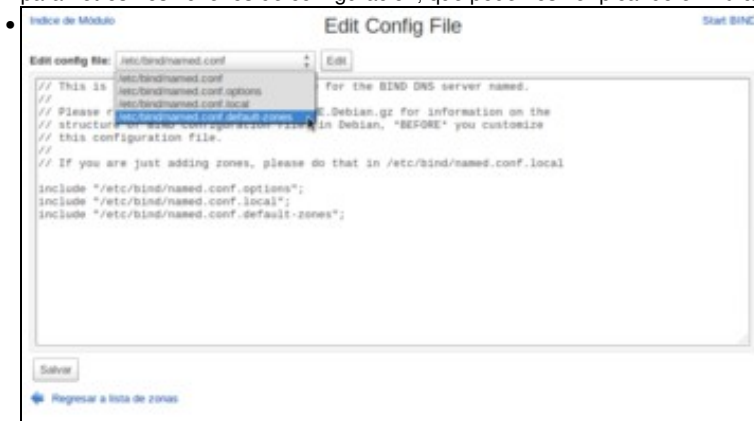 Indice de Módulo
Edit Config File
Start BIND
Edit config file: /etc/bind/named.conf Edit
/etc/bind/named.conf
/etc/bind/named.conf.options
/etc/bind/named.conf.local
/etc/bind/named.conf.default-zones
// This is for the BIND DNS server named.
//
// Please .Debian.gz for information on the
// structure of BIND configuration files in Debian, *BEFORE* you customize
// this configuration file.
//
// If you are just adding zones, please do that in /etc/bind/named.conf.local
include "/etc/bind/named.conf.options";
include "/etc/bind/named.conf.local";
include "/etc/bind/named.conf.default-zones";
Salvar
Regresar a lista de zonas